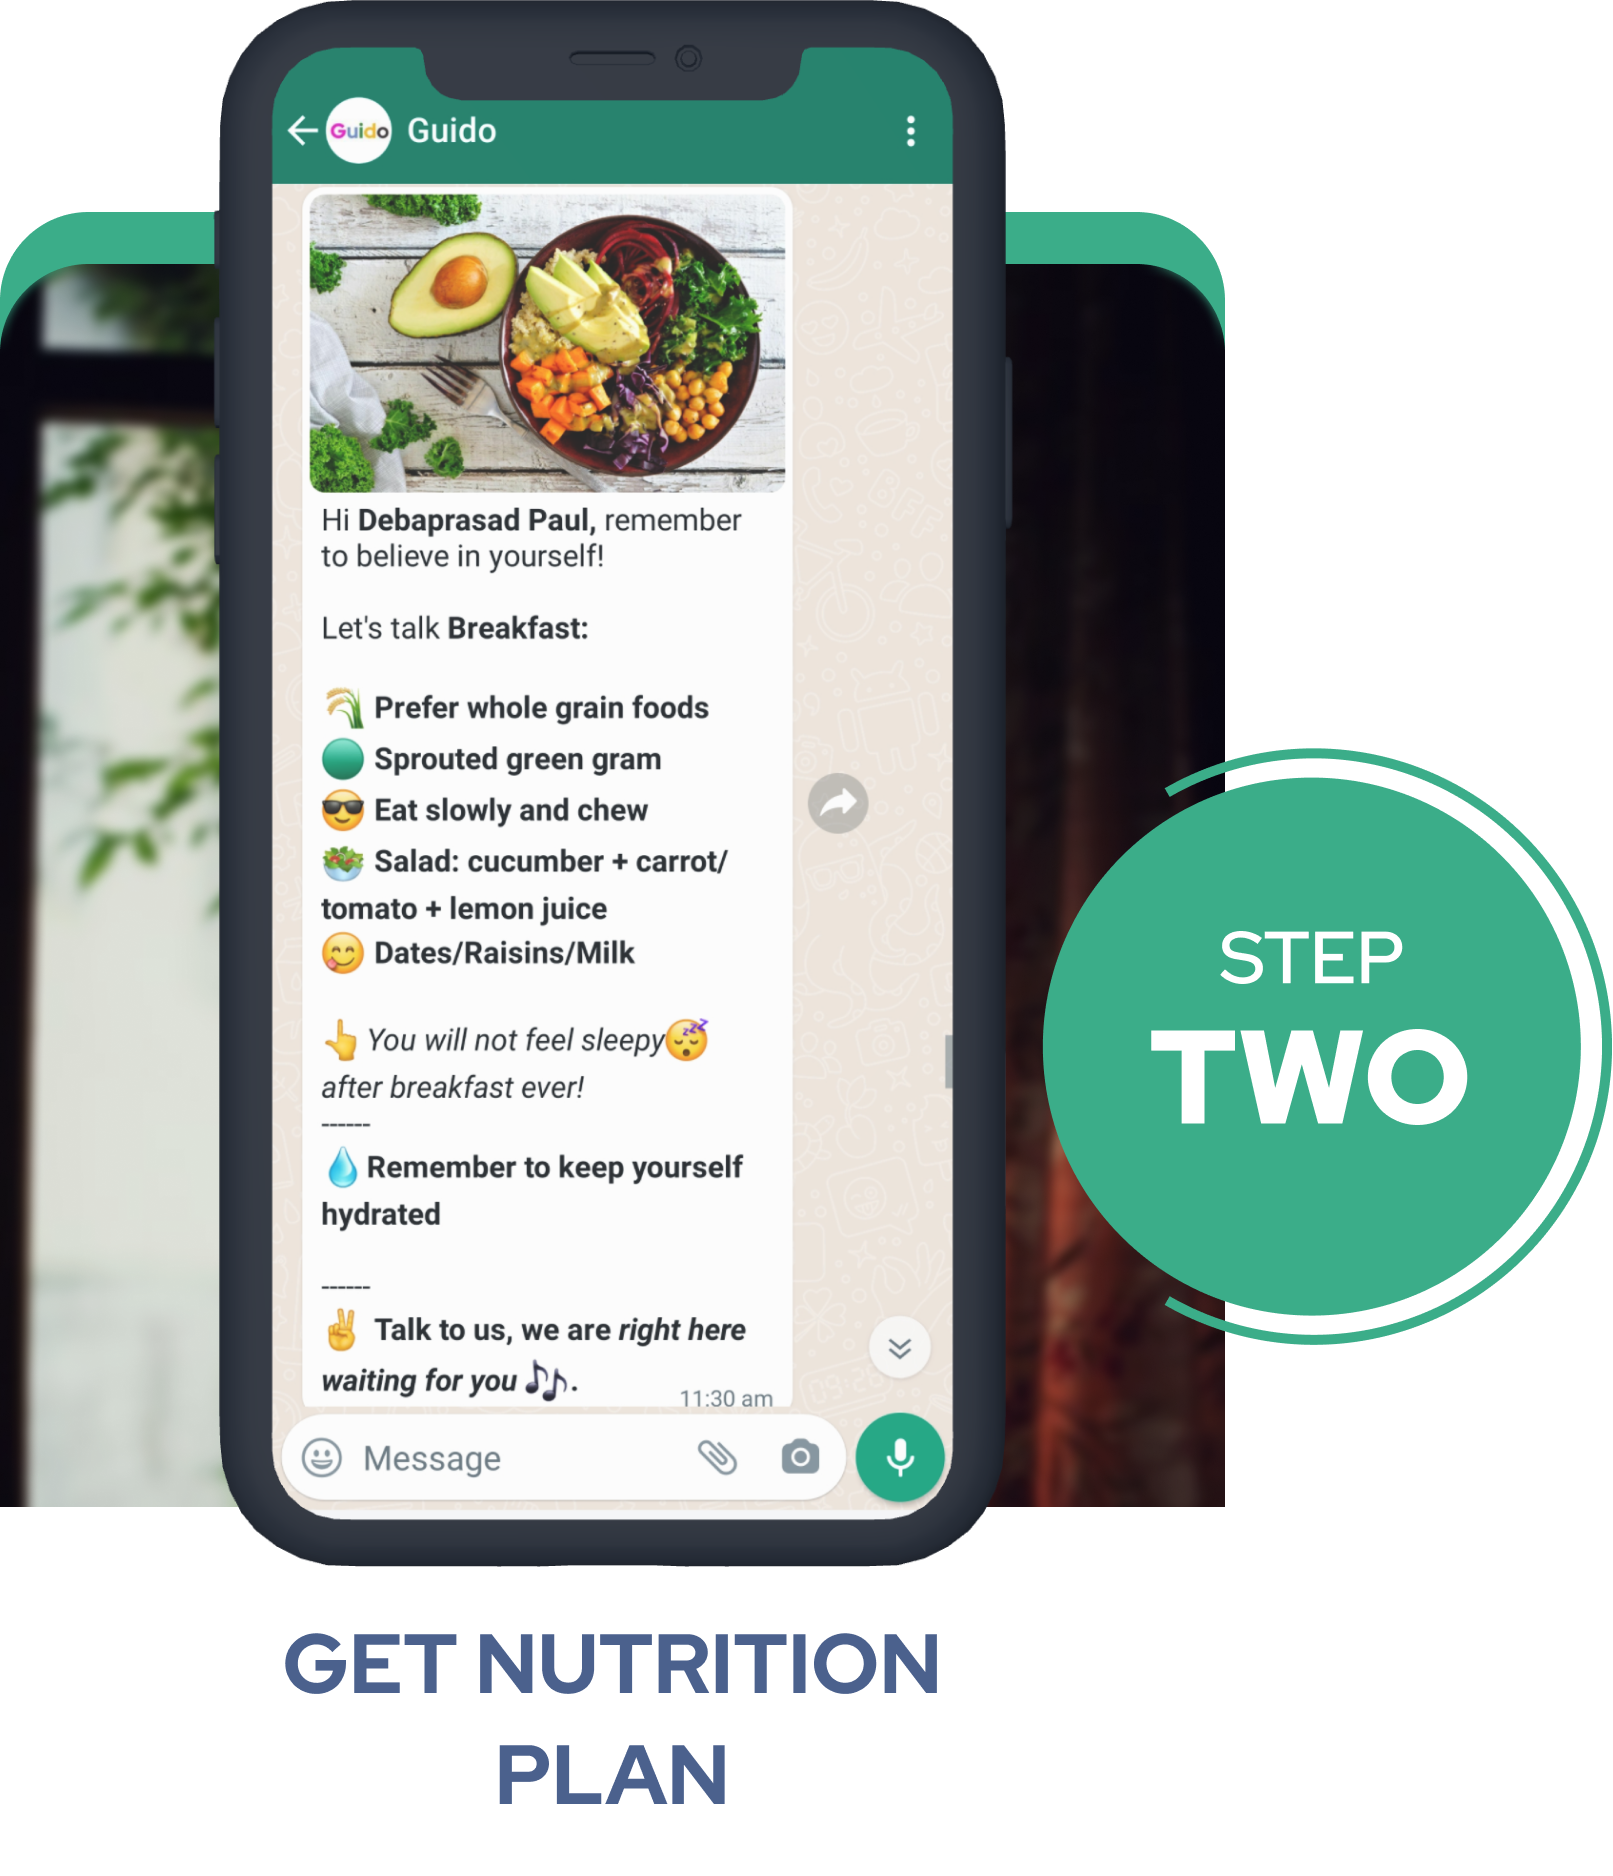 Guido Guido
Hi Debaprasad Paul, remember
to believe in yourself!
Let's talk Breakfast:
🌾 Prefer whole grain foods
🟢 Sprouted green gram
😎 Eat slowly and chew
🥗 Salad: cucumber + carrot/
tomato + lemon juice
😋 Dates/Raisins/Milk
👆 You will not feel sleepy😴
after breakfast ever!
------
💧 Remember to keep yourself
hydrated
------
✌ Talk to us, we are right here
waiting for you 🎶.
11:30 am
Message
STEP
TWO
GET NUTRITION
PLAN